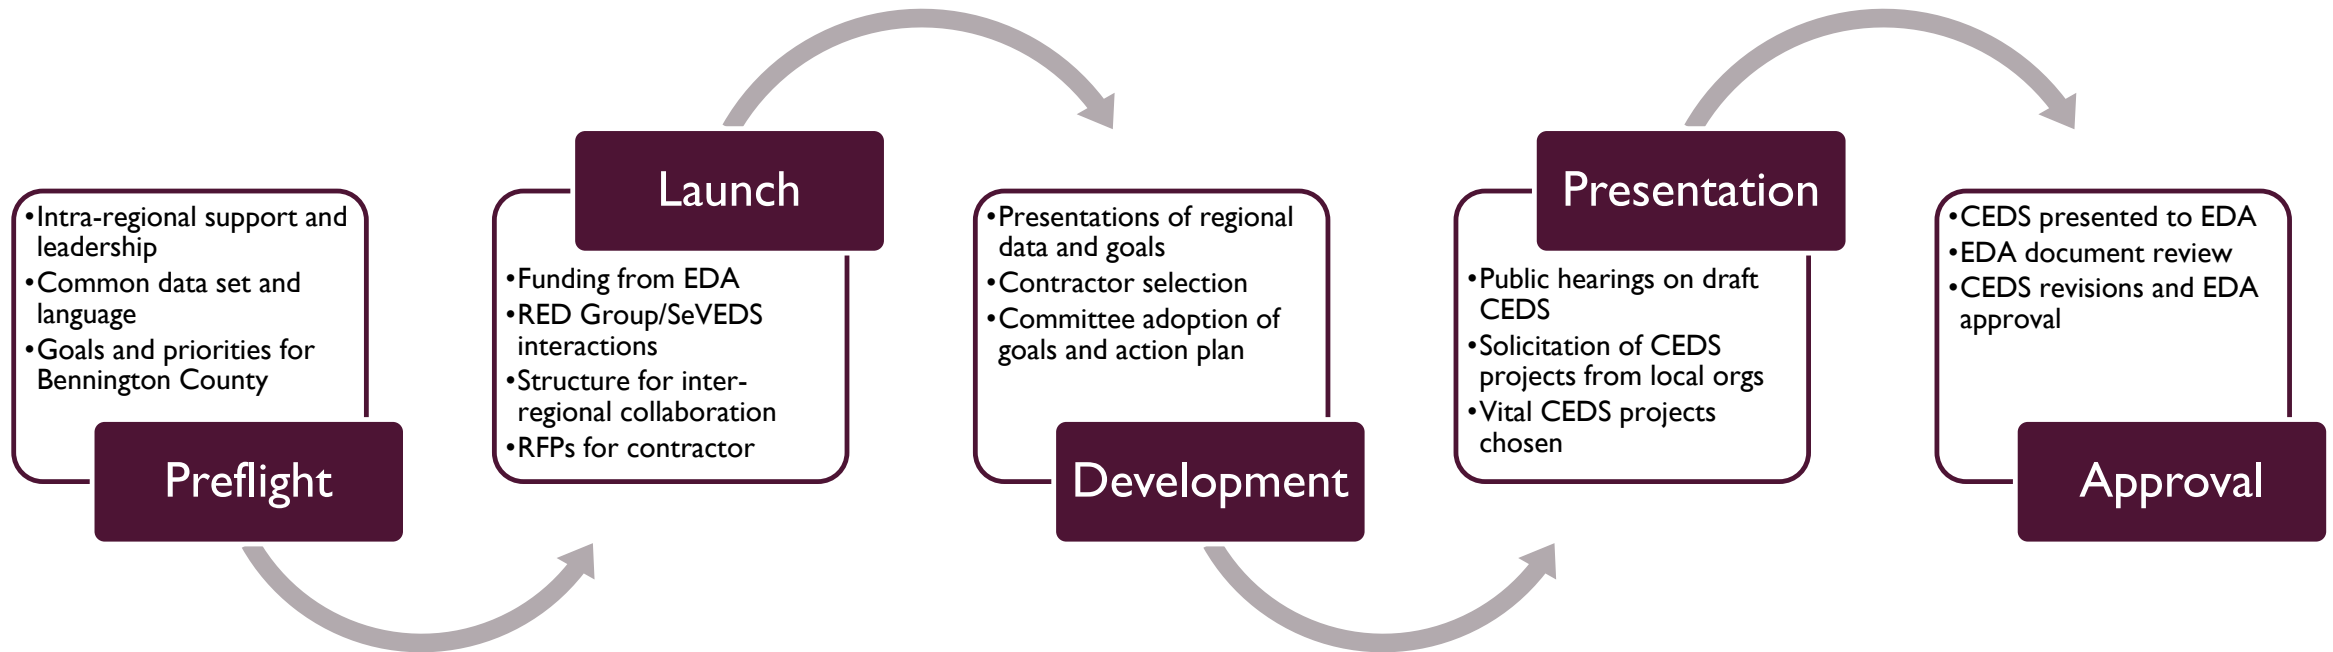 •Intra-regional support and
leadership
•Common data set and
language
•Goals and priorities for
Bennington County
Preflight
Launch
•Funding from EDA
•RED Group/SeVEDS
interactions
•Structure for inter-
regional collaboration
•RFPs for contractor
•Presentations of regional
data and goals
•Contractor selection
•Committee adoption of
goals and action plan
Development
Presentation
•Public hearings on draft
CEDS
•Solicitation of CEDS
projects from local orgs
•Vital CEDS projects
chosen
•CEDS presented to EDA
•EDA document review
•CEDS revisions and EDA
approval
Approval